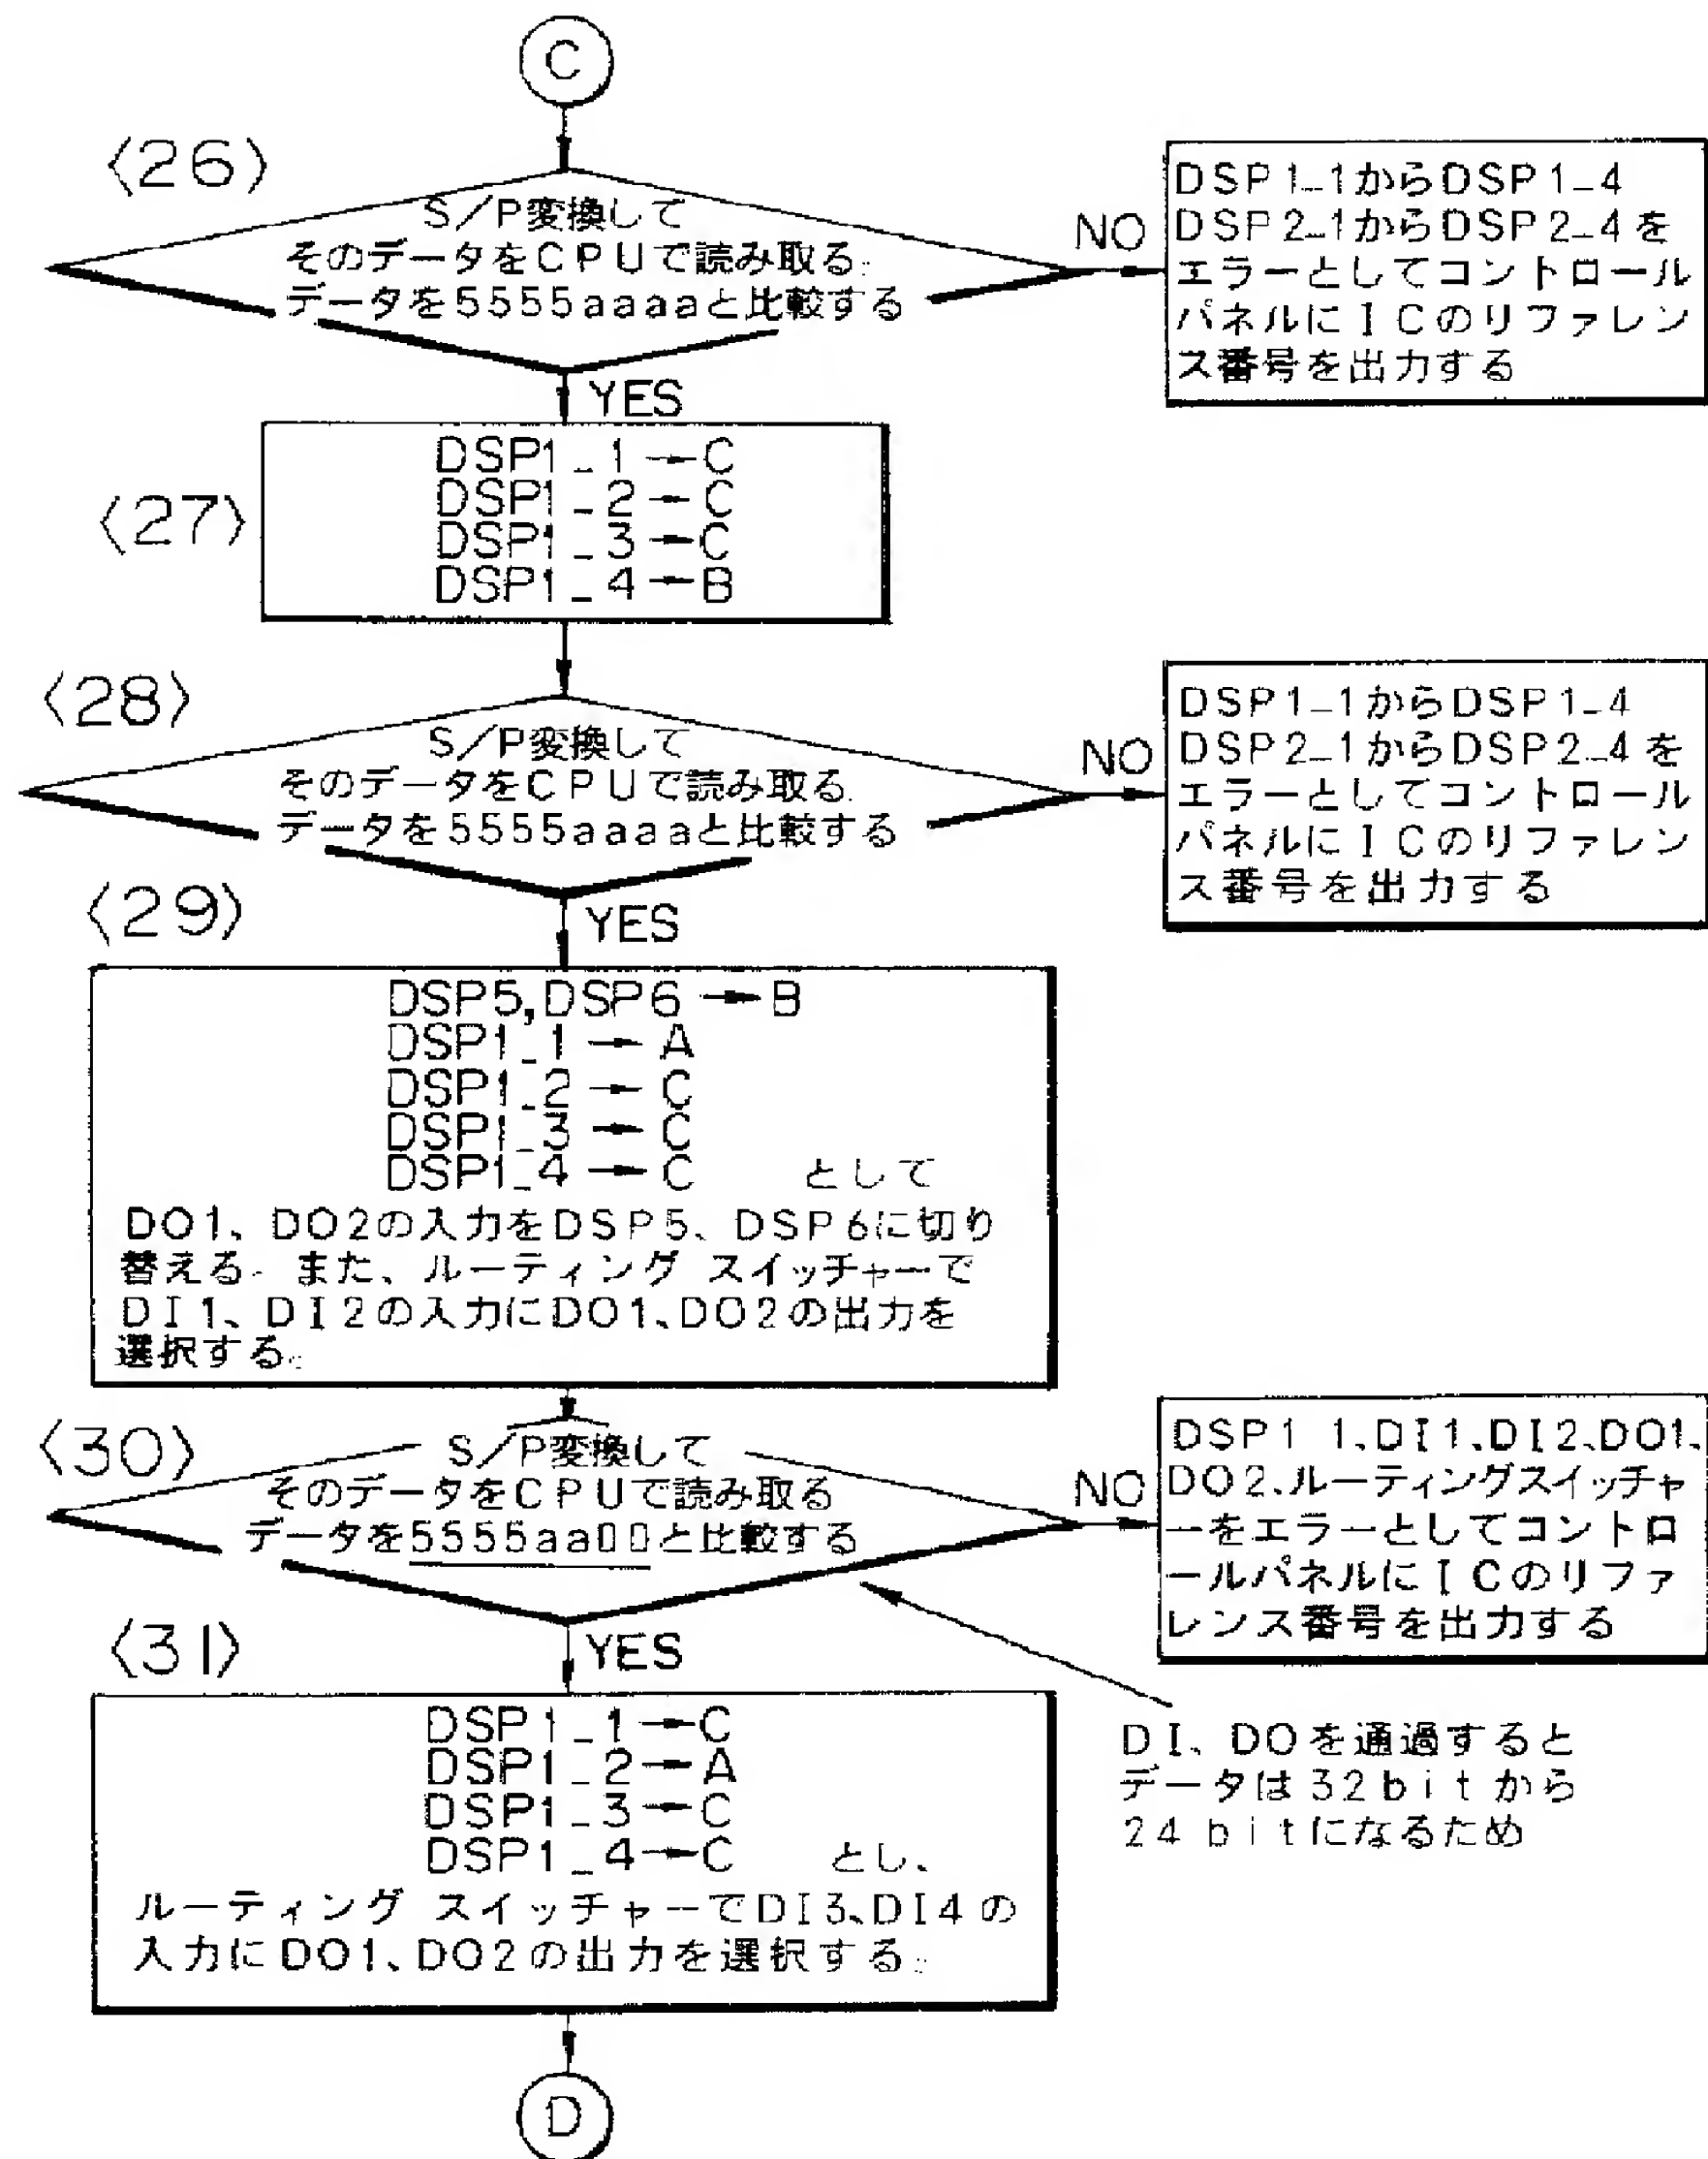 C
〈26〉
S／P変換して
そのデータをCPUで読み取る。
データを5555aaaaと比較する
NO
DSP1_1からDSP1_4
DSP2_1からDSP2_4を
エラーとしてコントロール
パネルにICのリファレン
ス番号を出力する
YES
〈27〉
DSP1_1→C
DSP1_2→C
DSP1_3→C
DSP1_4→B
〈28〉
S／P変換して
そのデータをCPUで読み取る.
データを5555aaaaと比較する
NO
DSP1_1からDSP1_4
DSP2_1からDSP2_4を
エラーとしてコントロール
パネルにICのリファレン
ス番号を出力する
YES
〈29〉
DSP5,DSP6→B
DSP1_1→A
DSP1_2→C
DSP1_3→C
DSP1_4→C として
DO1、DO2の入力をDSP5、DSP6に切り
替える。また、ルーティング スイッチャーで
DI1、DI2の入力にDO1、DO2の出力を
選択する。
〈30〉
S／P変換して
そのデータをCPUで読み取る
データを5555aa00と比較する
NO
DSP1 1、DI1、DI2、DO1、
DO2、ルーティングスイッチャ
ーをエラーとしてコントロ
ールパネルにICのリファ
レンス番号を出力する
YES
DI、DOを通過すると
データは32bitから
24bitになるため
〈31〉
DSP1_1→C
DSP1_2→A
DSP1_3→C
DSP1_4→C とし、
ルーティング スイッチャーでDI3、DI4の
入力にDO1、DO2の出力を選択する。
D